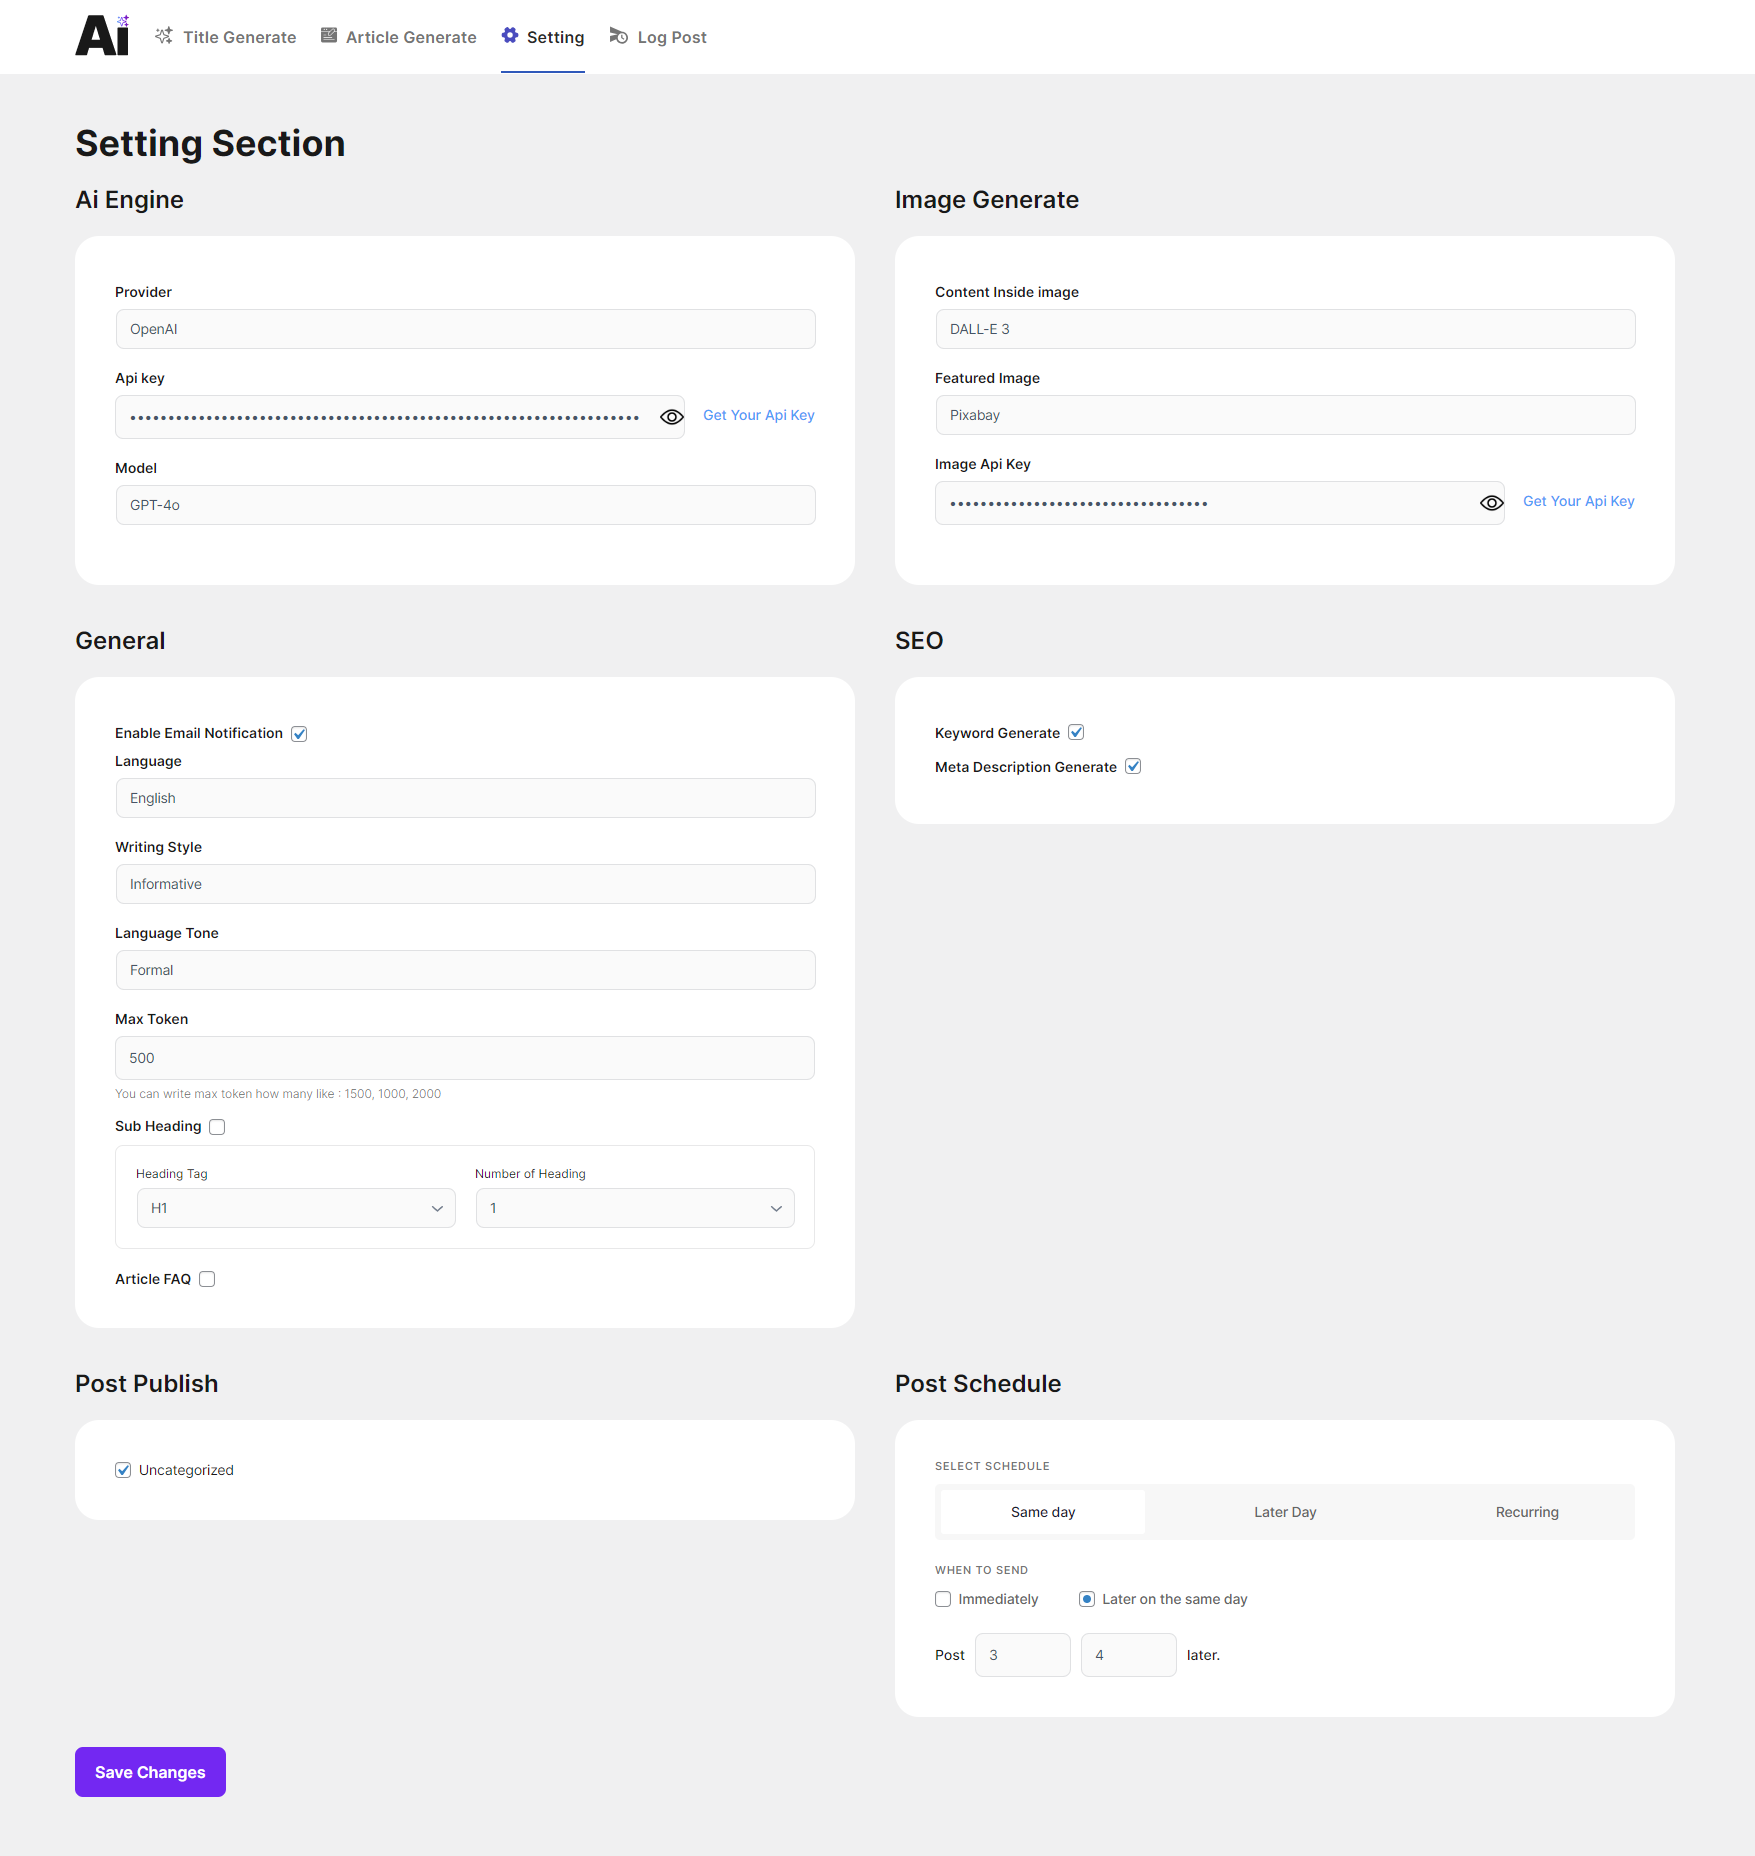 Ai
Title Generate
Article Generate
Setting
Log Post
Setting Section
Ai Engine
Provider
OpenAI
Api key
Get Your Api Key
Model
GPT-4o
Image Generate
Content Inside image
DALL-E 3
Featured Image
Pixabay
Image Api Key
Get Your Api Key
General
Enable Email Notification
Language
English
Writing Style
Informative
Language Tone
Formal
Max Token
500
You can write max token how many like : 1500, 1000, 2000
Sub Heading
Heading Tag
H1
Number of Heading
1
Article FAQ
SEO
Keyword Generate
Meta Description Generate
Post Publish
Uncategorized
Post Schedule
SELECT SCHEDULE
Same day
Later Day
Recurring
WHEN TO SEND
Immediately
Later on the same day
Post 3 4 later.
Save Changes